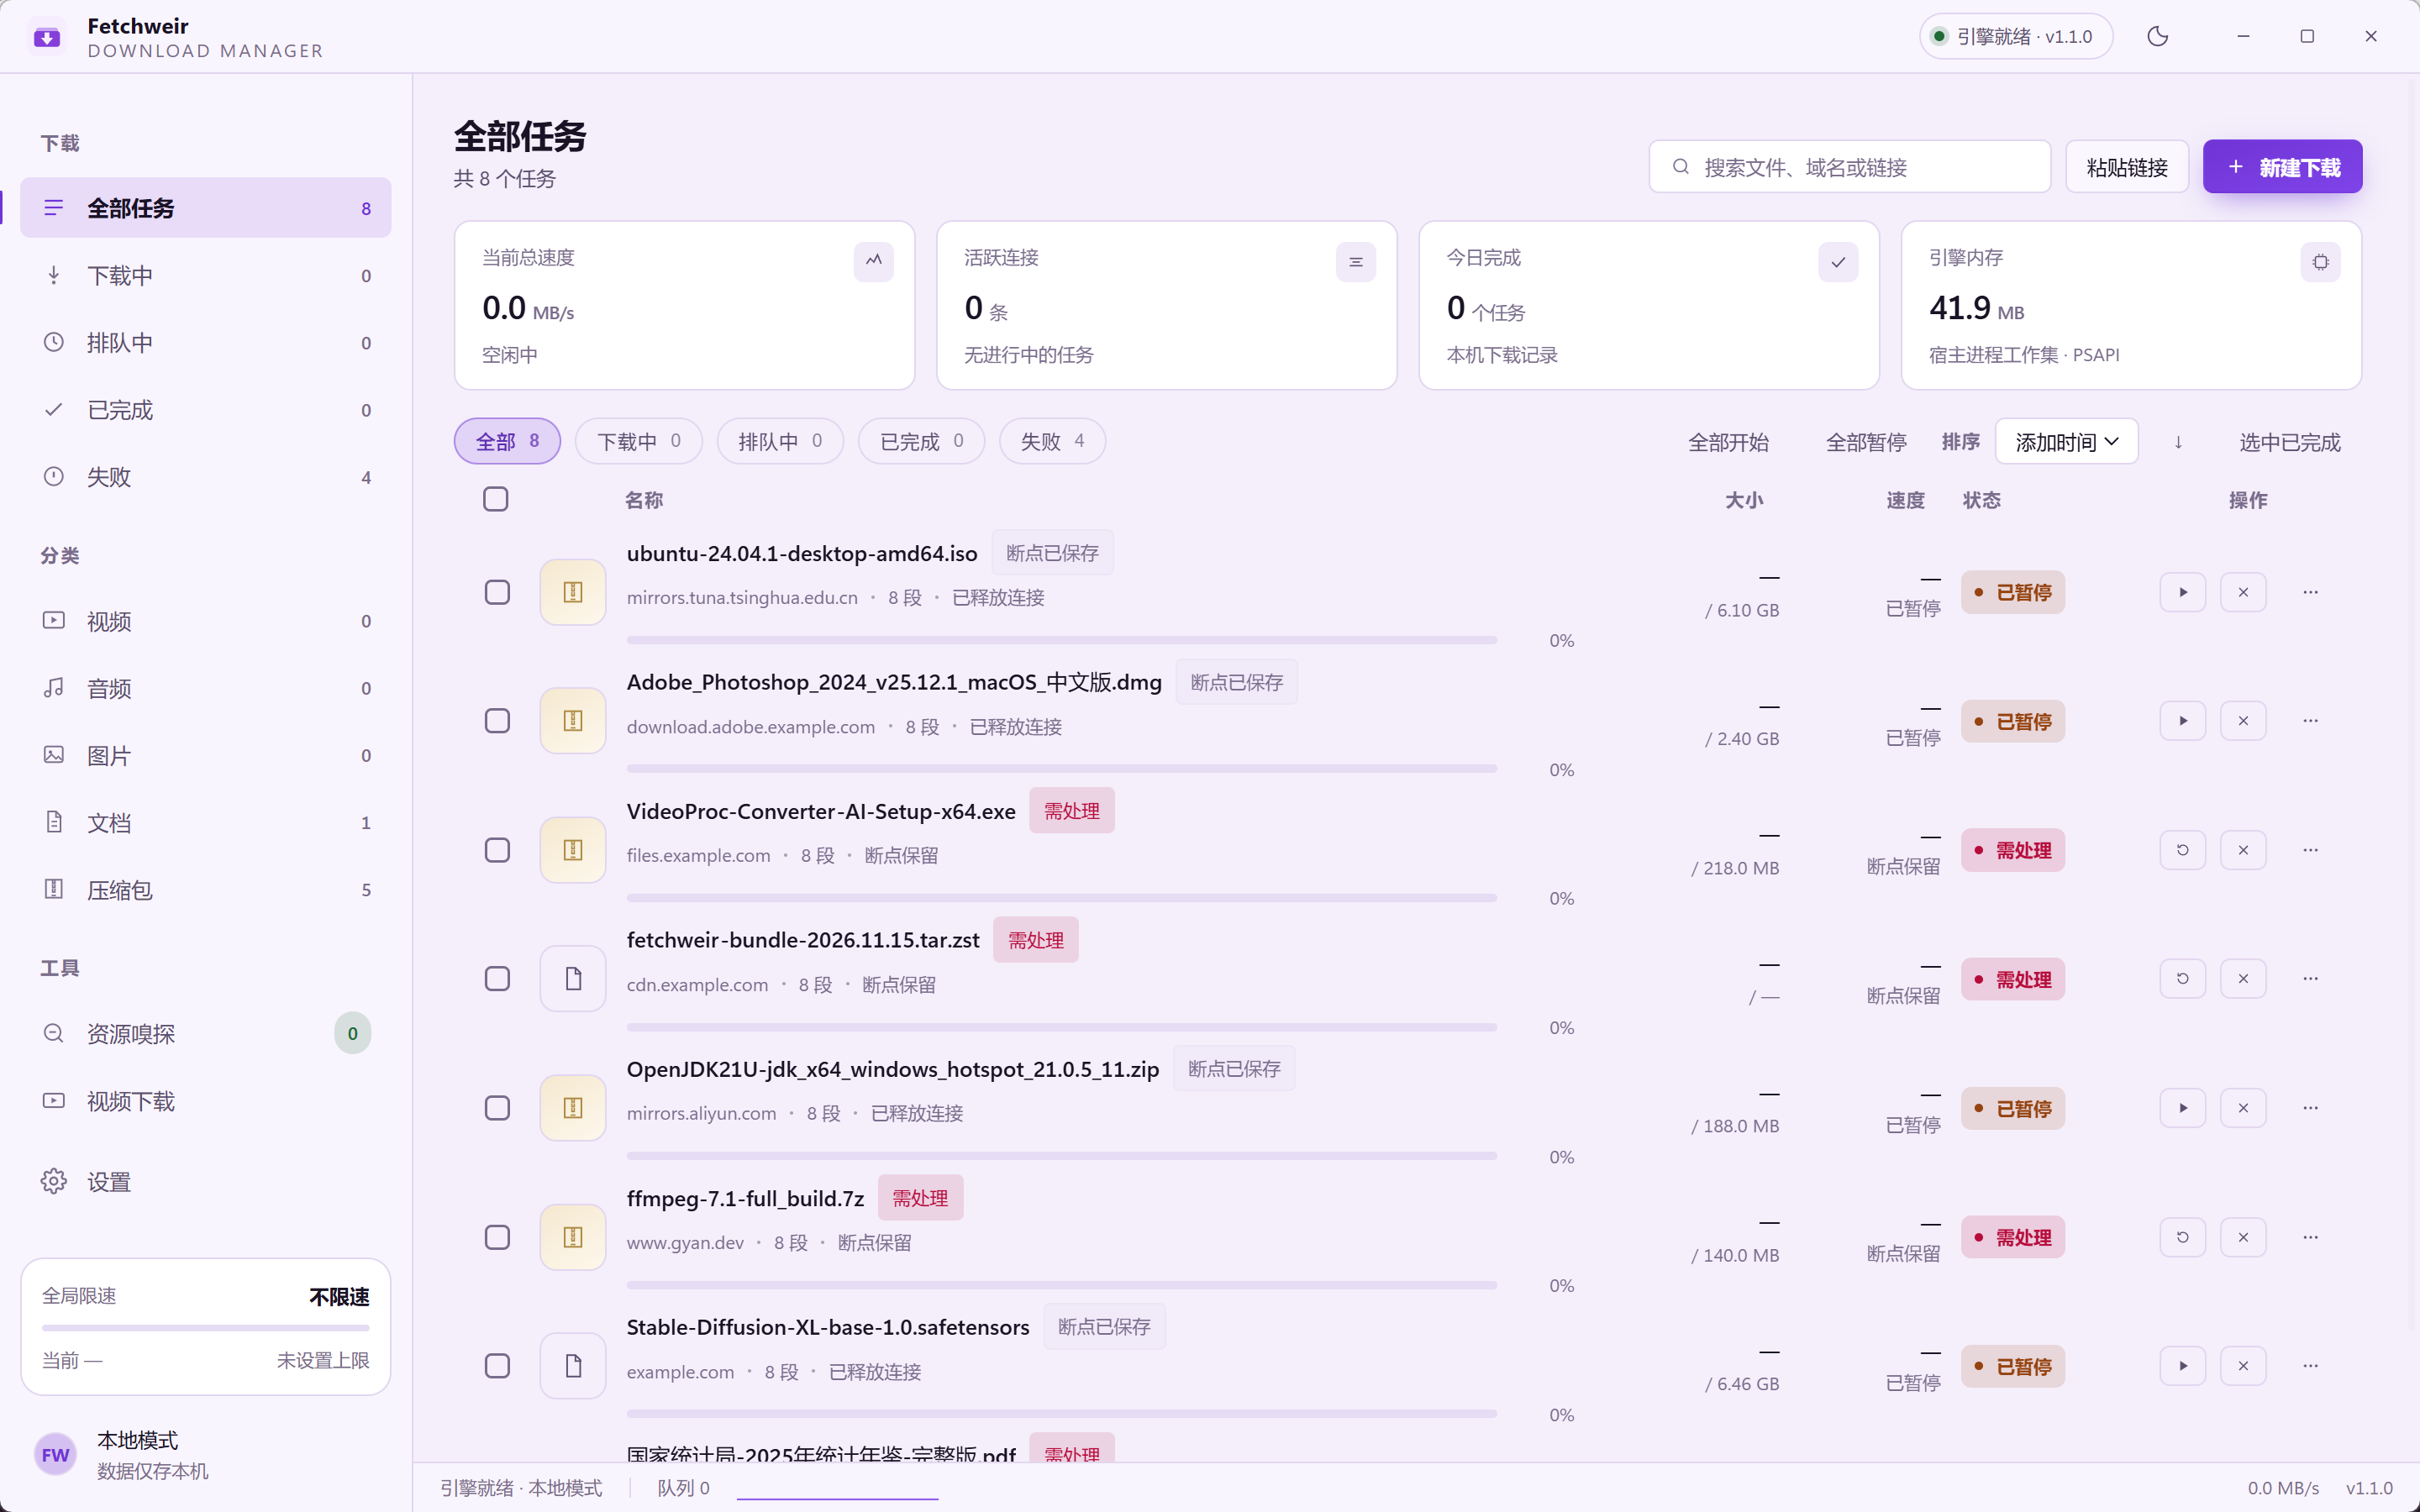 Fetchweir
DOWNLOAD MANAGER
引擎就绪 · v1.1.0
下载
全部任务 8
下载中 0
排队中 0
已完成 0
失败 4
分类
视频 0
音频 0
图片 0
文档 1
压缩包 5
工具
资源嗅探 0
视频下载
设置
全局限速 不限速
当前 — 未设置上限
FW
本地模式
数据仅存本机
全部任务
共 8 个任务
搜索文件、域名或链接
粘贴链接
+ 新建下载
当前总速度
0.0 MB/s
空闲中
活跃连接
0 条
无进行中的任务
今日完成
0 个任务
本机下载记录
引擎内存
41.9 MB
宿主进程工作集 · PSAPI
全部 8 下载中 0 排队中 0 已完成 0 失败 4
全部开始 全部暂停 排序 添加时间 ↓ 选中已完成
名称 大小 速度 状态 操作
ubuntu-24.04.1-desktop-amd64.iso 断点已保存
mirrors.tuna.tsinghua.edu.cn · 8 段 · 已释放连接
0%
—
/ 6.10 GB
—
已暂停
已暂停
Adobe_Photoshop_2024_v25.12.1_macOS_中文版.dmg 断点已保存
download.adobe.example.com · 8 段 · 已释放连接
0%
—
/ 2.40 GB
—
已暂停
已暂停
VideoProc-Converter-AI-Setup-x64.exe 需处理
files.example.com · 8 段 · 断点保留
0%
—
/ 218.0 MB
—
断点保留
需处理
fetchweir-bundle-2026.11.15.tar.zst 需处理
cdn.example.com · 8 段 · 断点保留
0%
—
/ —
—
断点保留
需处理
OpenJDK21U-jdk_x64_windows_hotspot_21.0.5_11.zip 断点已保存
mirrors.aliyun.com · 8 段 · 已释放连接
0%
—
/ 188.0 MB
—
已暂停
已暂停
ffmpeg-7.1-full_build.7z 需处理
www.gyan.dev · 8 段 · 断点保留
0%
—
/ 140.0 MB
—
断点保留
需处理
Stable-Diffusion-XL-base-1.0.safetensors 断点已保存
example.com · 8 段 · 已释放连接
0%
—
/ 6.46 GB
—
已暂停
已暂停
国家统计局-2025年统计年鉴-完整版.pdf 需处理
引擎就绪 · 本地模式 队列 0
0.0 MB/s v1.1.0